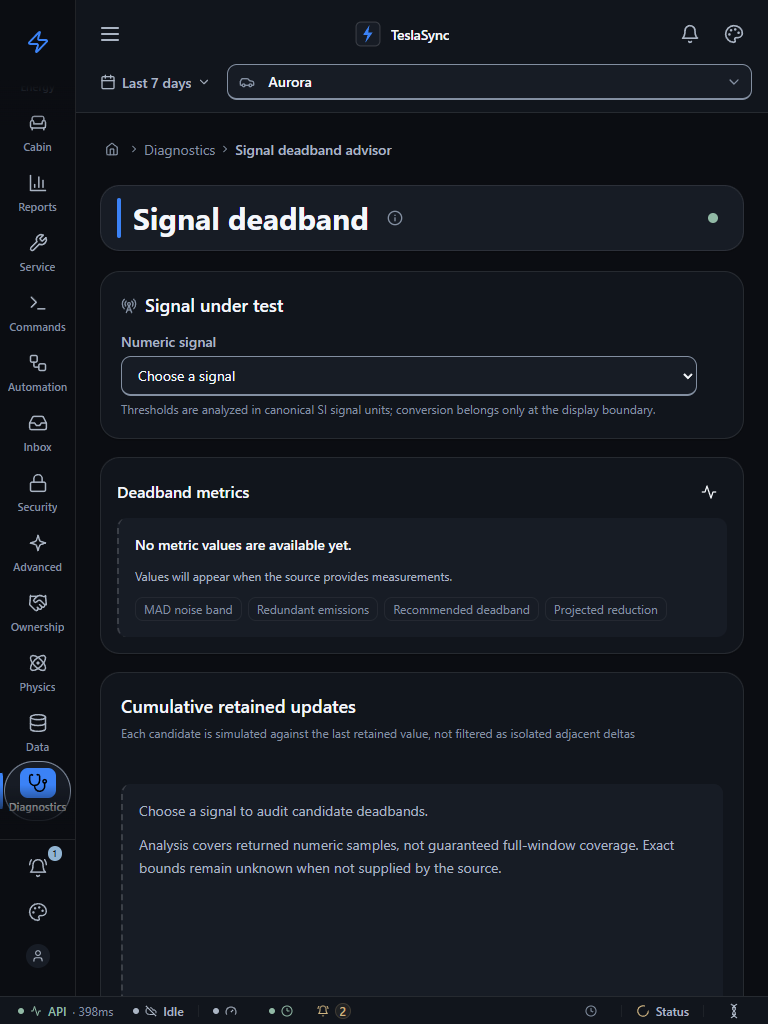 TeslaSync
Last 7 days
Aurora
Energy
Cabin
Reports
Service
Commands
Automation
Inbox
Security
Advanced
Ownership
Physics
Data
Diagnostics
1
Diagnostics
Signal deadband advisor
Signal deadband
Signal under test
Numeric signal
Choose a signal
Thresholds are analyzed in canonical SI signal units; conversion belongs only at the display boundary.
Deadband metrics
No metric values are available yet.
Values will appear when the source provides measurements.
MAD noise band
Redundant emissions
Recommended deadband
Projected reduction
Cumulative retained updates
Each candidate is simulated against the last retained value, not filtered as isolated adjacent deltas
Choose a signal to audit candidate deadbands.
Analysis covers returned numeric samples, not guaranteed full-window coverage. Exact
bounds remain unknown when not supplied by the source.
API · 398ms
Idle
2
Status